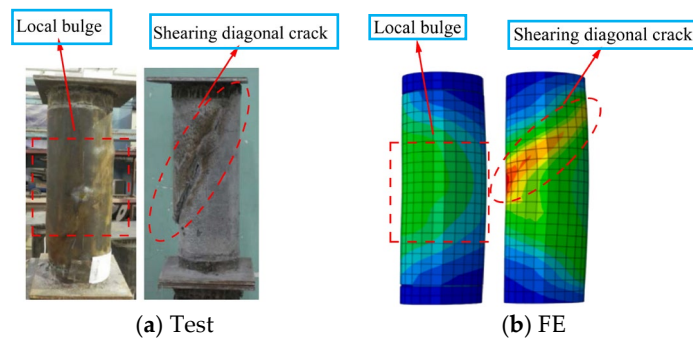 Local bulge
Shearing diagonal crack
Local bulge
Shearing diagonal crack
(a) Test
(b) FE